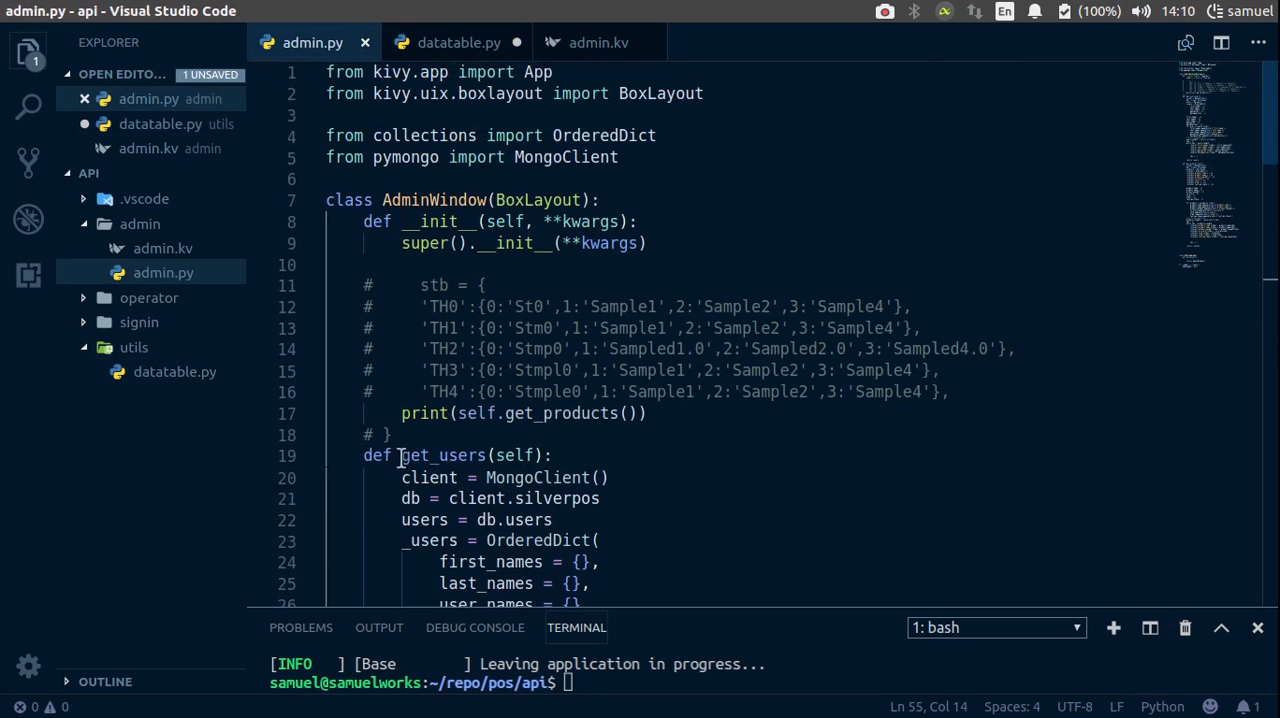 admin.py - api - Visual Studio Code
En
(100%)
14:10
samuel
EXPLORER
admin.py
datatable.py
admin.kv
OPEN EDITO...
1 UNSAVED
admin.py admin
datatable.py utils
admin.kv admin
API
.vscode
admin
admin.kv
admin.py
operator
signin
utils
datatable.py
OUTLINE
1
1 from kivy.app import App
2 from kivy.uix.boxlayout import BoxLayout
3
4 from collections import OrderedDict
5 from pymongo import MongoClient
6
7 class AdminWindow(BoxLayout):
8 def __init__(self, **kwargs):
9 super().__init__(**kwargs)
10
11 # stb = {
12 # 'TH0':{0:'St0',1:'Sample1',2:'Sample2',3:'Sample4'},
13 # 'TH1':{0:'Stm0',1:'Sample1',2:'Sample2',3:'Sample4'},
14 # 'TH2':{0:'Stmp0',1:'Sampled1.0',2:'Sampled2.0',3:'Sampled4.0'},
15 # 'TH3':{0:'Stmpl0',1:'Sample1',2:'Sample2',3:'Sample4'},
16 # 'TH4':{0:'Stmple0',1:'Sample1',2:'Sample2',3:'Sample4'},
17 print(self.get_products())
18 # }
19 def get_users(self):
20 client = MongoClient()
21 db = client.silverpos
22 users = db.users
23 _users = OrderedDict(
24 first_names = {},
25 last_names = {},
26 user_names = {}
PROBLEMS OUTPUT DEBUG CONSOLE TERMINAL
1: bash
[INFO ] [Base ] Leaving application in progress...
samuel@samuelworks:~/repo/pos/api$
0 0
Ln 55, Col 14 Spaces: 4 UTF-8 LF Python 1